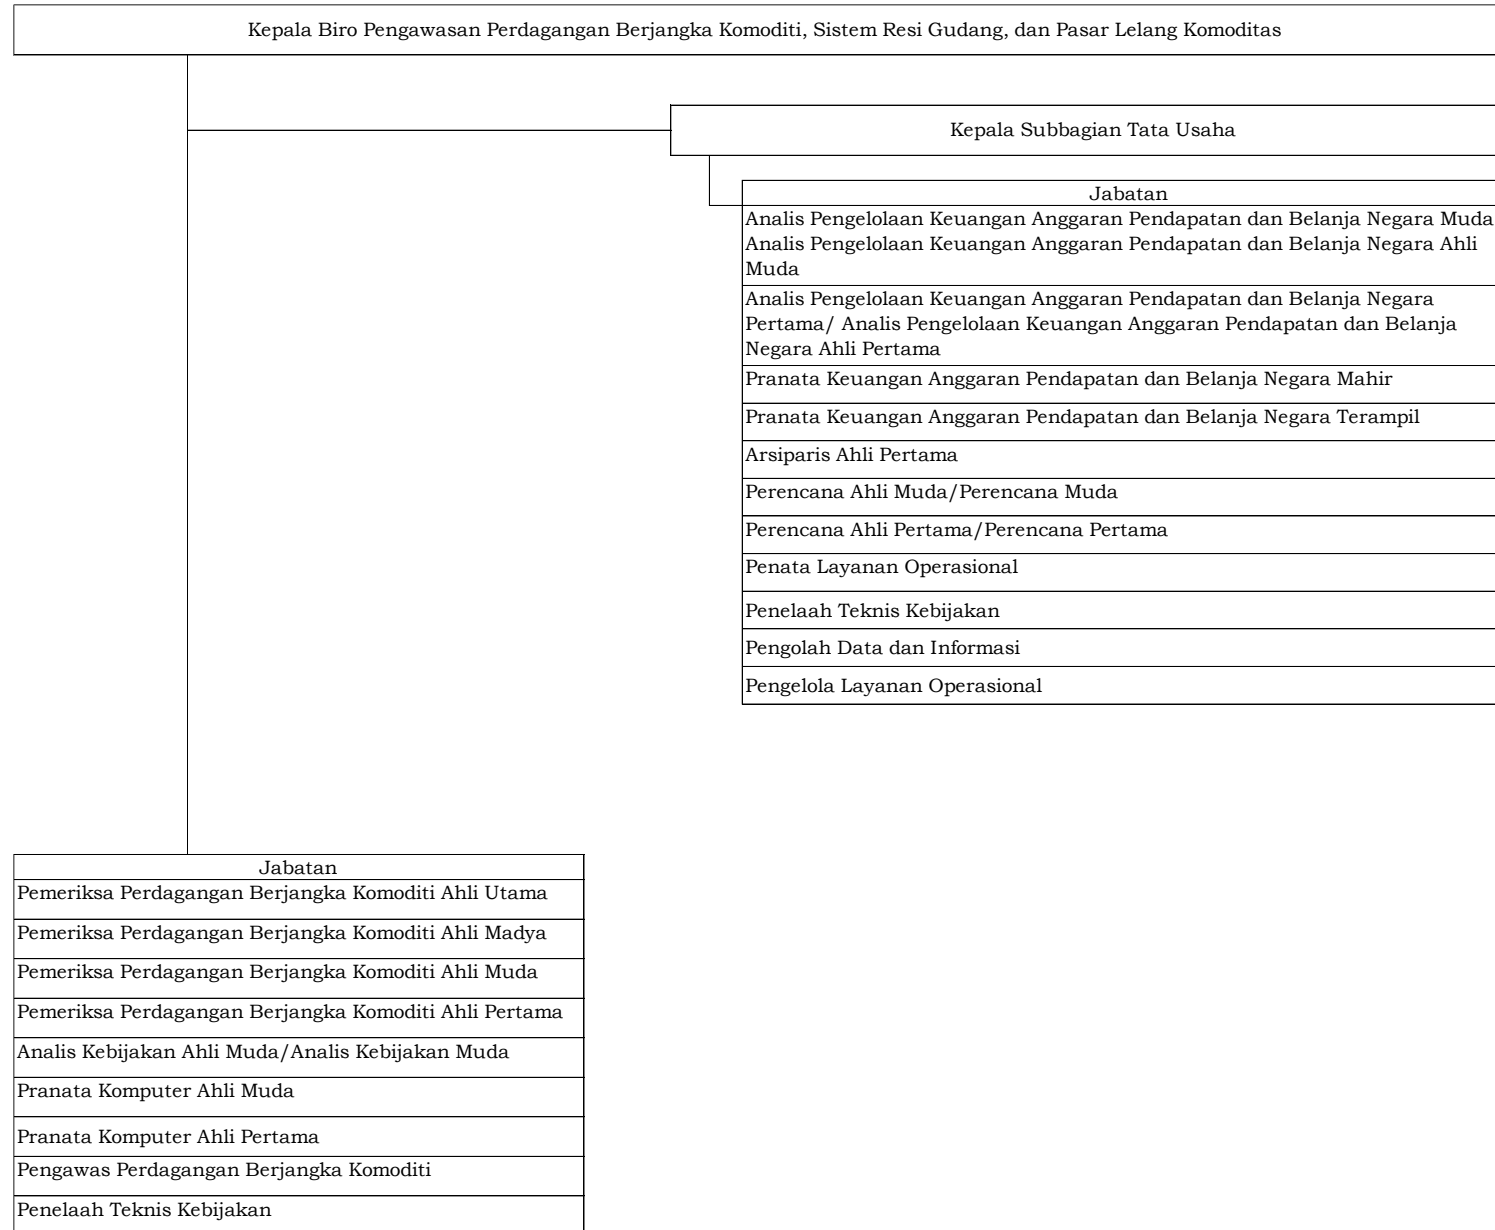 Kepala Biro Pengawasan Perdagangan Berjangka Komoditi, Sistem Resi Gudang, dan Pasar Lelang Komoditas
Kepala Subbagian Tata Usaha
Jabatan
Analis Pengelolaan Keuangan Anggaran Pendapatan dan Belanja Negara Muda
Analis Pengelolaan Keuangan Anggaran Pendapatan dan Belanja Negara Ahli
Muda
Analis Pengelolaan Keuangan Anggaran Pendapatan dan Belanja Negara
Pertama/ Analis Pengelolaan Keuangan Anggaran Pendapatan dan Belanja
Negara Ahli Pertama
Pranata Keuangan Anggaran Pendapatan dan Belanja Negara Mahir
Pranata Keuangan Anggaran Pendapatan dan Belanja Negara Terampil
Arsiparis Ahli Pertama
Perencana Ahli Muda/Perencana Muda
Perencana Ahli Pertama/Perencana Pertama
Penata Layanan Operasional
Penelaah Teknis Kebijakan
Pengolah Data dan Informasi
Pengelola Layanan Operasional
Jabatan
Pemeriksa Perdagangan Berjangka Komoditi Ahli Utama
Pemeriksa Perdagangan Berjangka Komoditi Ahli Madya
Pemeriksa Perdagangan Berjangka Komoditi Ahli Muda
Pemeriksa Perdagangan Berjangka Komoditi Ahli Pertama
Analis Kebijakan Ahli Muda/Analis Kebijakan Muda
Pranata Komputer Ahli Muda
Pranata Komputer Ahli Pertama
Pengawas Perdagangan Berjangka Komoditi
Penelaah Teknis Kebijakan